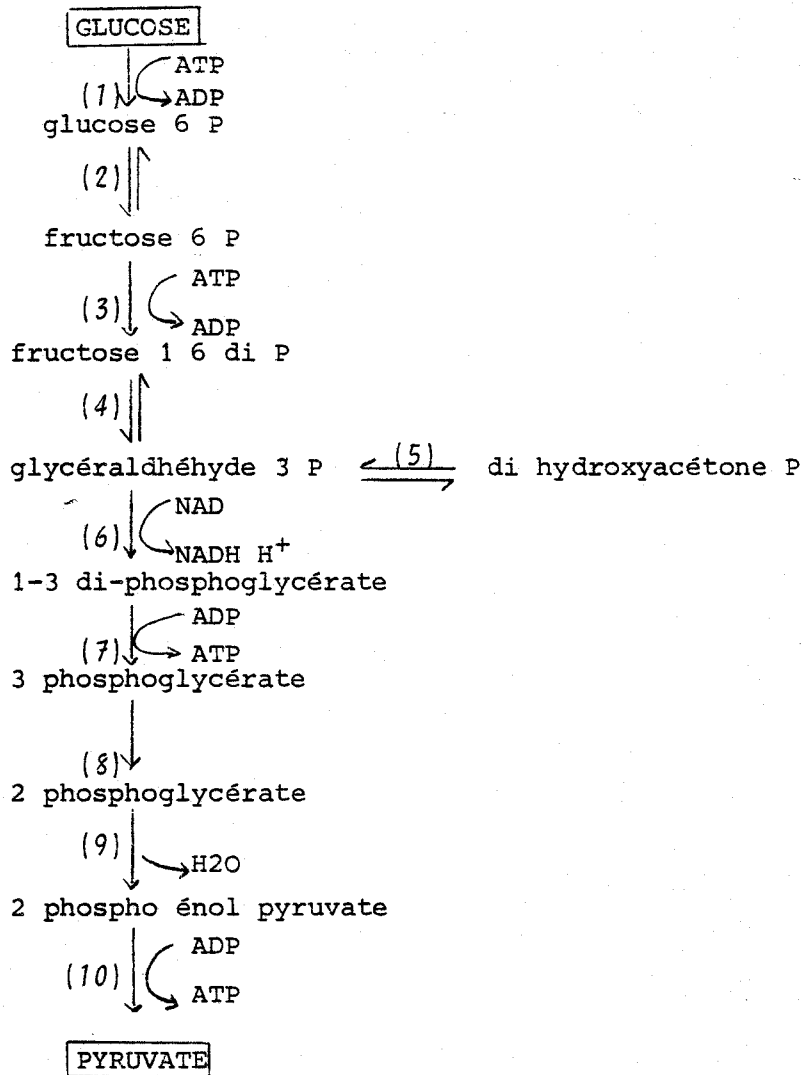 GLUCOSE
ATP
(1) ADP
glucose 6 P
(2)
fructose 6 P
ATP
(3)
ADP
fructose 1 6 di P
(4)
glycéraldhéhyde 3 P (5) di hydroxyacétone P
NAD
(6)
NADH H+
1-3 di-phosphoglycérate
ADP
(7) ATP
3 phosphoglycérate
(8)
2 phosphoglycérate
(9)
H2O
2 phospho énol pyruvate
ADP
(10)
ATP
PYRUVATE